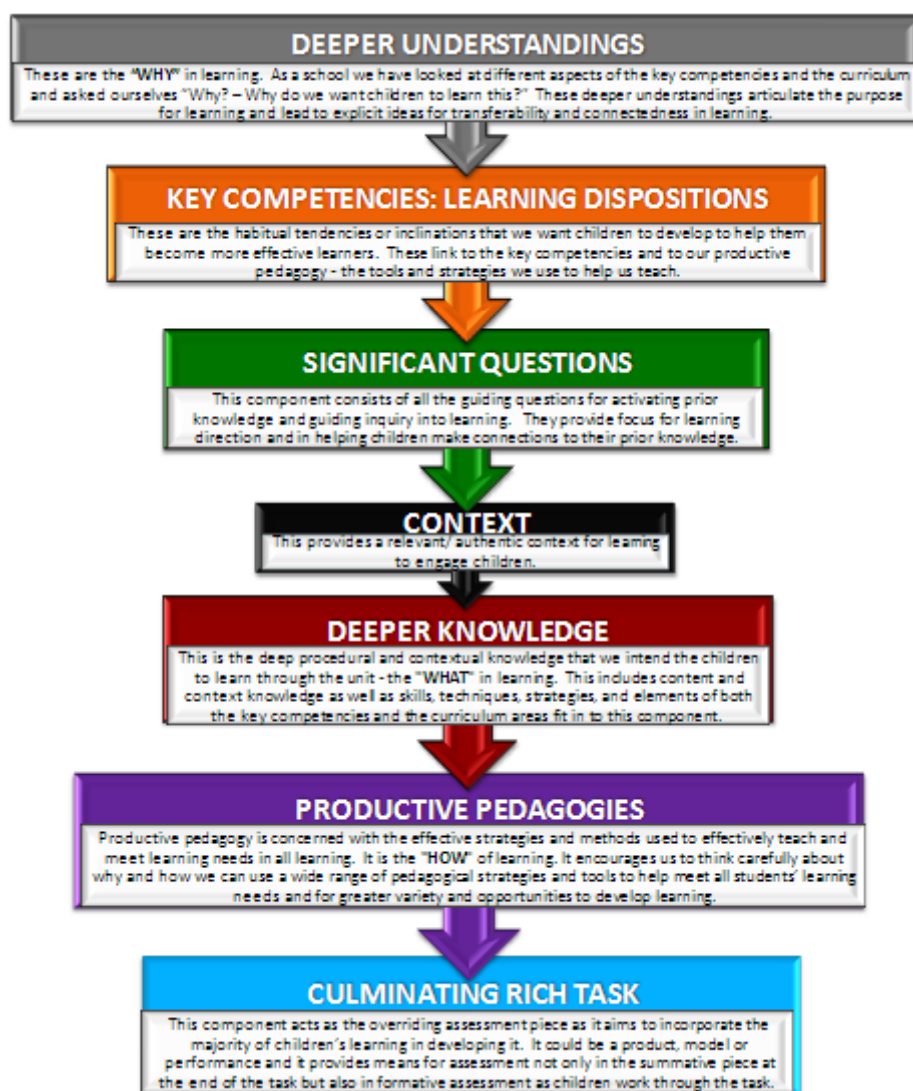 DEEPER UNDERSTANDINGS
These are the "WHY" in learning. As a school we have looked at different aspects of the key competencies and the curriculum
and asked ourselves "Why? – Why do we want children to learn this?" These deeper understandings articulate the purpose
for learning and lead to explicit ideas for transferability and connectedness in learning.
KEY COMPETENCIES: LEARNING DISPOSITIONS
These are the habitual tendencies or inclinations that we want children to develop to help them
become more effective learners. These link to the key competencies and to our productive
pedagogy - the tools and strategies we use to help us teach.
SIGNIFICANT QUESTIONS
This component consists of all the guiding questions for activating prior
knowledge and guiding inquiry into learning. They provide focus for learning
direction and in helping children make connections to their prior knowledge.
CONTEXT
This provides a relevant/ authentic context for learning
to engage children.
DEEPER KNOWLEDGE
This is the deep procedural and contextual knowledge that we intend the children
to learn through the unit - the "WHAT" in learning. This includes content and
context knowledge as well as skills, techniques, strategies, and elements of both
the key competencies and the curriculum areas fit in to this component.
PRODUCTIVE PEDAGOGIES
Productive pedagogy is concerned with the effective strategies and methods used to effectively teach and
meet learning needs in all learning. It is the "HOW" of learning. It encourages us to think carefully about
why and how we can use a wide range of pedagogical strategies and tools to help meet all students' learning
needs and for greater variety and opportunities to develop learning.
CULMINATING RICH TASK
This component acts as the overriding assessment piece as it aims to incorporate the
majority of children's learning in developing it. It could be a product, model or
performance and it provides means for assessment not only in the summative piece at
the end of the task but also in formative assessment as children work through the task.